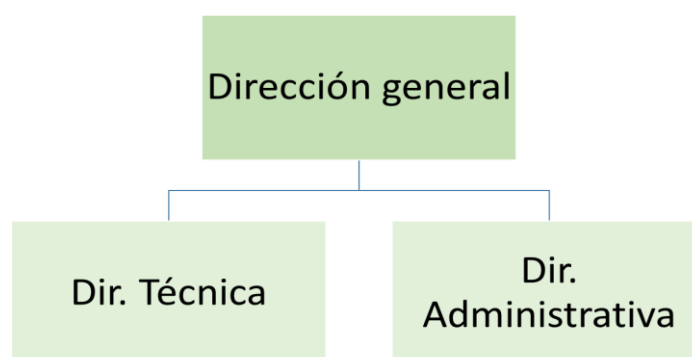 Dirección general
Dir. Técnica
Dir.
Administrativa